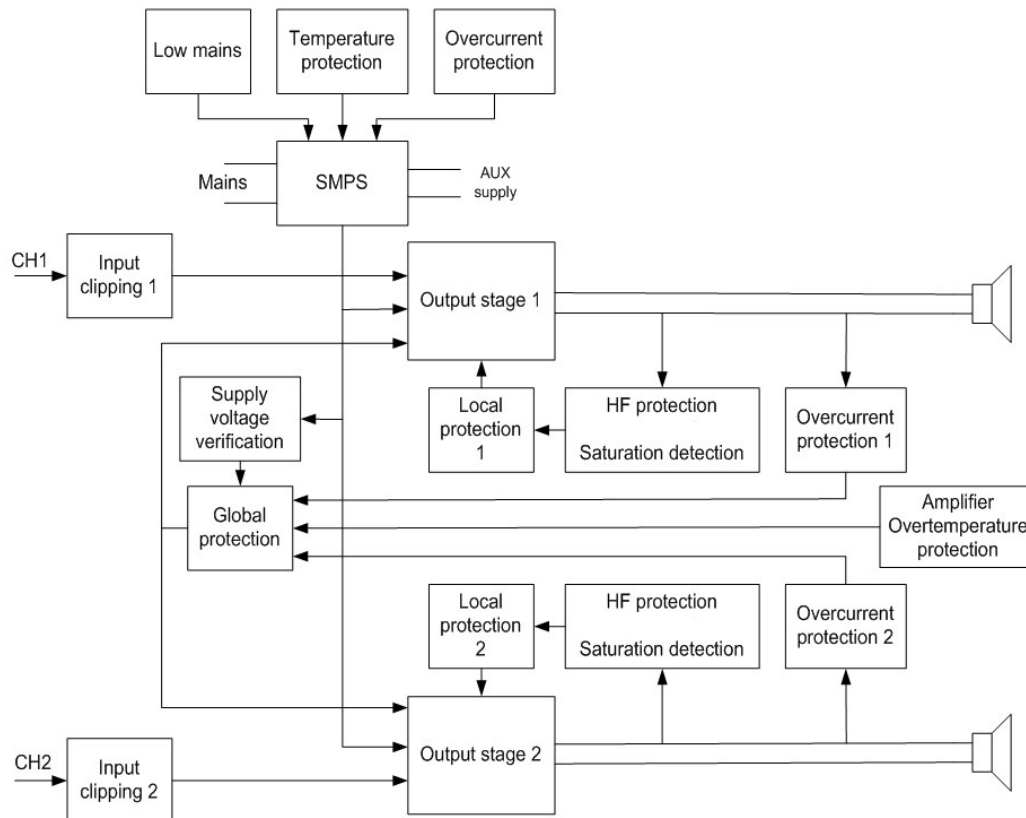 Low mains
Temperature
protection
Overcurrent
protection
Mains
SMPS
AUX
supply
CH1
Input
clipping 1
Output stage 1
Supply
voltage
verification
Local
protection
1
HF protection
Saturation detection
Overcurrent
protection 1
Global
protection
Amplifier
Overtemperature
protection
Local
protection
2
HF protection
Saturation detection
Overcurrent
protection 2
CH2
Input
clipping 2
Output stage 2